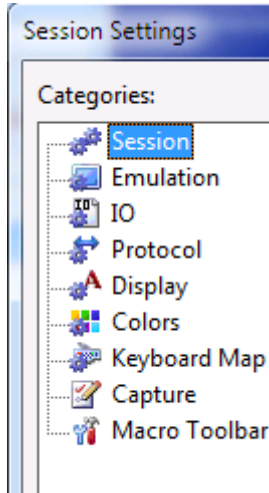 Session Settings
Categories:
Session
Emulation
IO
Protocol
Display
Colors
Keyboard Map
Capture
Macro Toolbar